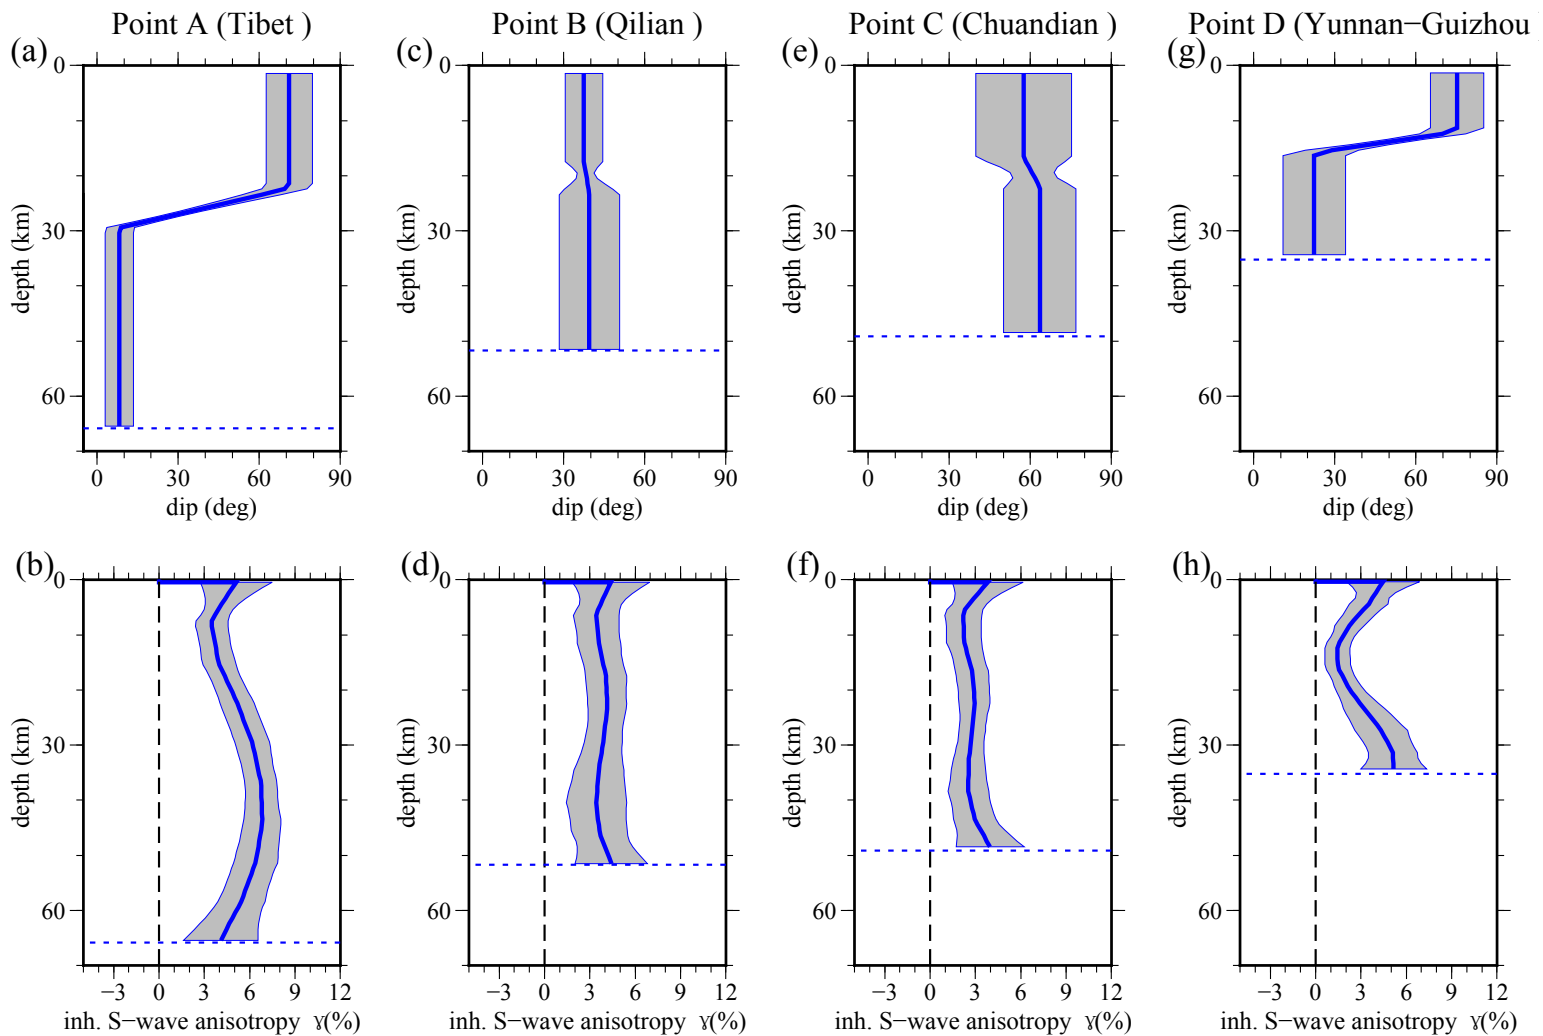 Point A (Tibet )
Point B (Qilian )
Point C (Chuandian )
Point D (Yunnan−Guizhou
(a)
(c)
(e)
(g)
0
30
60
depth (km)
0 30 60 90
dip (deg)
0
30
60
depth (km)
0 30 60 90
dip (deg)
0
30
60
depth (km)
0 30 60 90
dip (deg)
0
30
60
depth (km)
0 30 60 90
dip (deg)
(b)
(d)
(f)
(h)
0
30
60
depth (km)
−3 0 3 6 9 12
inh. S−wave anisotropy ɣ(%)
0
30
60
depth (km)
−3 0 3 6 9 12
inh. S−wave anisotropy ɣ(%)
0
30
60
depth (km)
−3 0 3 6 9 12
inh. S−wave anisotropy ɣ(%)
0
30
60
depth (km)
−3 0 3 6 9 12
inh. S−wave anisotropy ɣ(%)